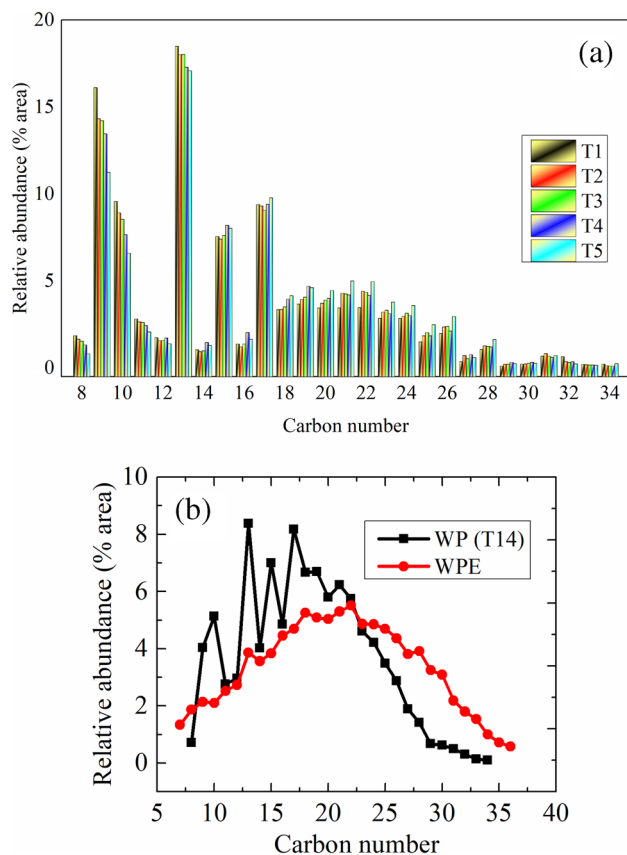 20
(a)
15
10
5
0
Relative abundance (% area)
T1
T2
T3
T4
T5
8 10 12 14 16 18 20 22 24 26 28 30 32 34
Carbon number
10
8
6
4
2
0
(b)
Relative abundance (% area)
WP (T14)
WPE
5 10 15 20 25 30 35 40
Carbon number